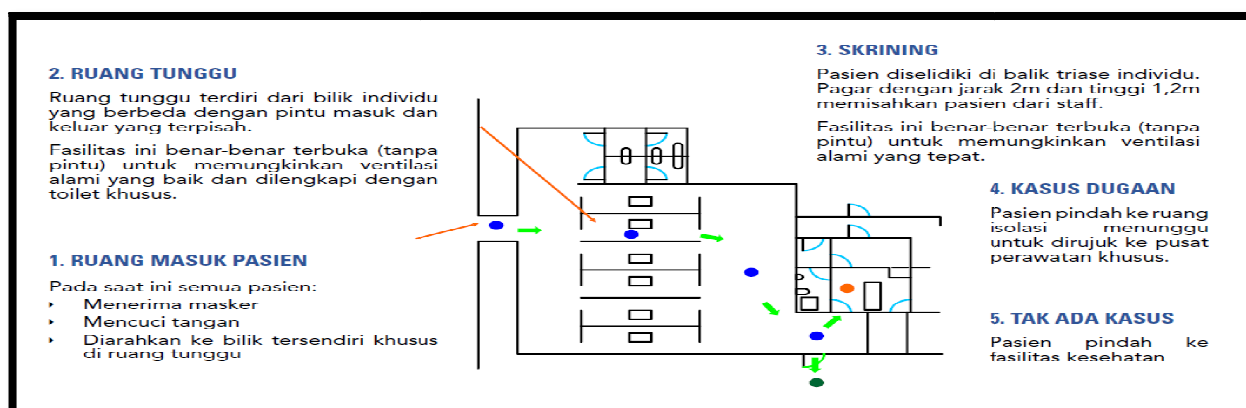 2. RUANG TUNGGU
Ruang tunggu terdiri dari bilik individu
yang berbeda dengan pintu masuk dan
keluar yang terpisah.
Fasilitas ini benar-benar terbuka (tanpa
pintu) untuk memungkinkan ventilasi
alami yang baik dan dilengkapi dengan
toilet khusus.
1. RUANG MASUK PASIEN
Pada saat ini semua pasien:
‣ Menerima masker
‣ Mencuci tangan
‣ Diarahkan ke bilik tersendiri khusus
di ruang tunggu
3. SKRINING
Pasien diselidiki di balik triase individu.
Pagar dengan jarak 2m dan tinggi 1,2m
memisahkan pasien dari staff.
Fasilitas ini benar-benar terbuka (tanpa
pintu) untuk memungkinkan ventilasi
alami yang tepat.
4. KASUS DUGAAN
Pasien pindah ke ruang
isolasi menunggu
untuk dirujuk ke pusat
perawatan khusus.
5. TAK ADA KASUS
Pasien pindah ke
fasilitas kesehatan